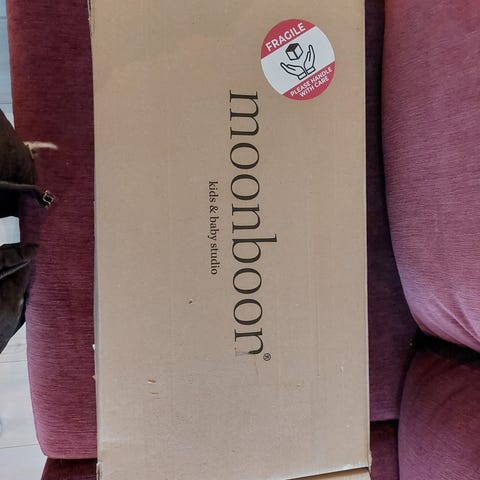 FRAGILE
PLEASE HANDLE
WITH CARE
moonboon®
kids & baby studio